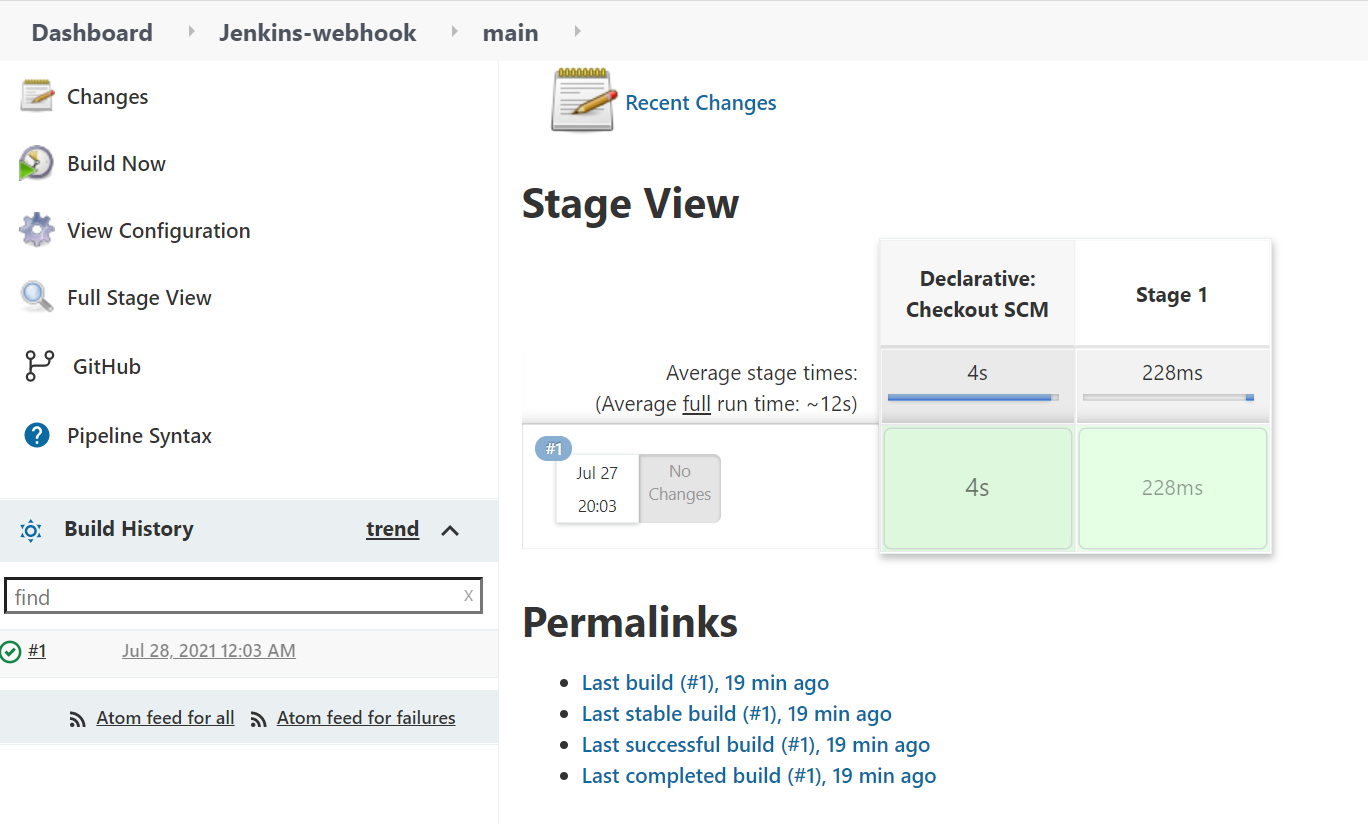 Dashboard Jenkins-webhook main
Changes
Build Now
View Configuration
Full Stage View
GitHub
Pipeline Syntax
Build History trend
find x
#1 Jul 28, 2021 12:03 AM
Atom feed for all Atom feed for failures
Recent Changes
Stage View
Declarative:
Checkout SCM
Stage 1
Average stage times:
(Average full run time: ~12s)
4s 228ms
#1
Jul 27
20:03
No
Changes
4s 228ms
Permalinks
Last build (#1), 19 min ago
Last stable build (#1), 19 min ago
Last successful build (#1), 19 min ago
Last completed build (#1), 19 min ago